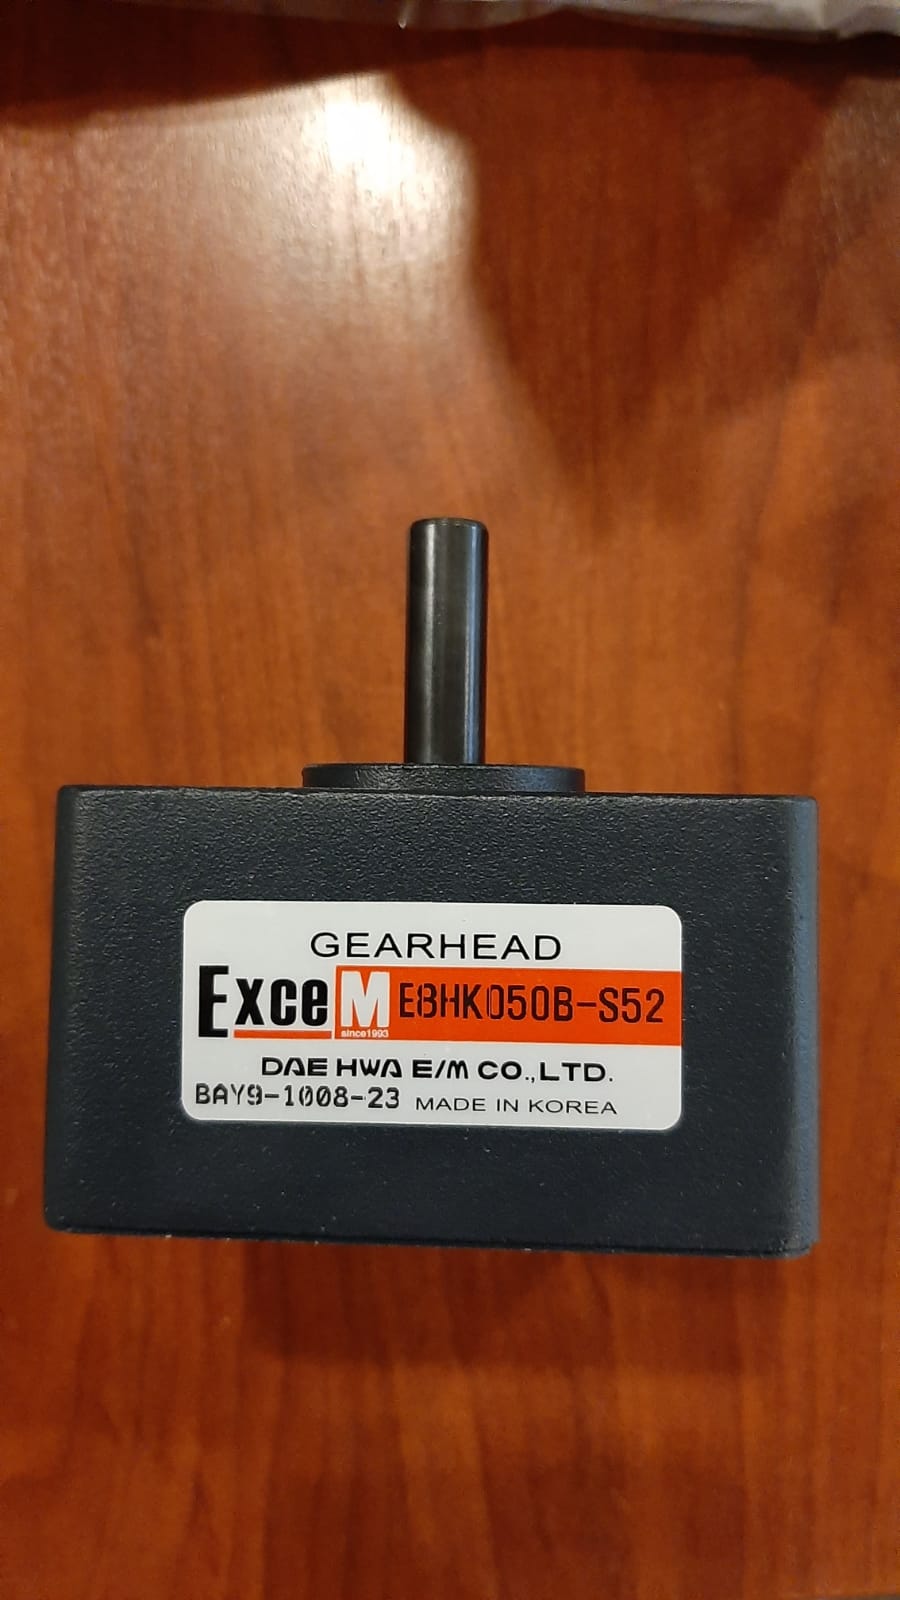 GEARHEAD
ExceM E8HK050B-S52
since1993
DAE HWA E/M CO.,LTD.
BAY9-1008-23 MADE IN KOREA